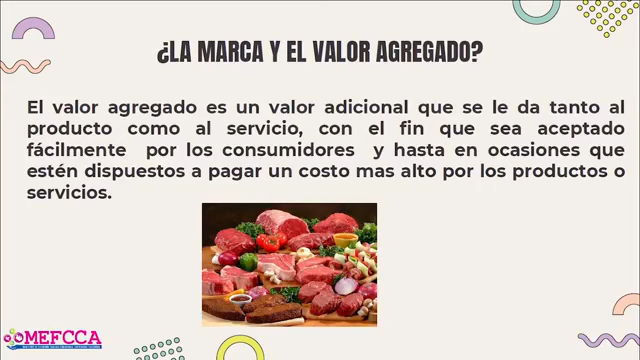 ¿LA MARCA Y EL VALOR AGREGADO?
El valor agregado es un valor adicional que se le da tanto al
producto como al servicio, con el fin que sea aceptado
fácilmente por los consumidores y hasta en ocasiones que
estén dispuestos a pagar un costo mas alto por los productos o
servicios.
MEFCCA